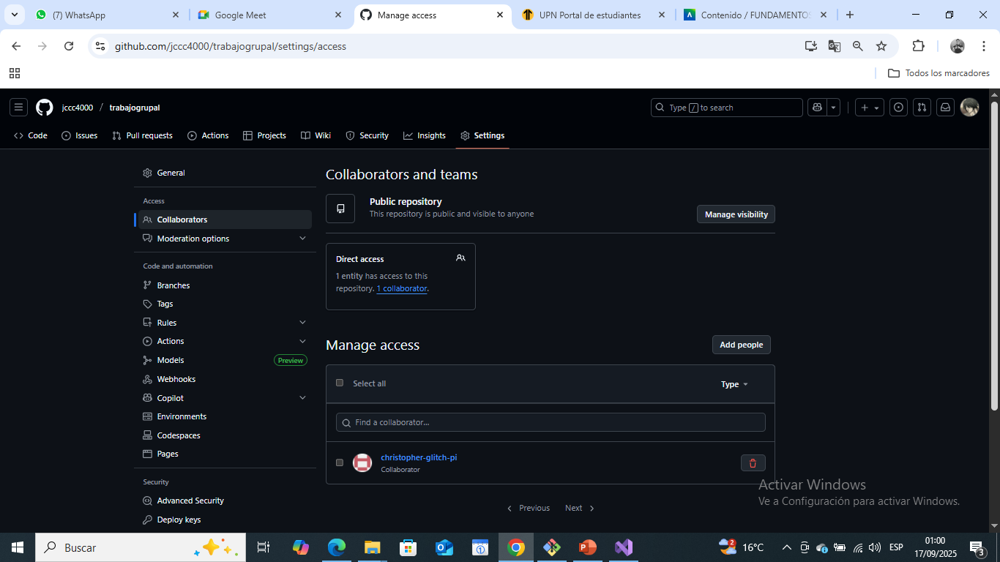 (7) WhatsApp
Google Meet
Manage access
UPN Portal de estudiantes
Contenido / FUNDAMENTOS
github.com/jccc4000/trabajogrupal/settings/access
Todos los marcadores
jccc4000 / trabajogrupal
Type / to search
Code
Issues
Pull requests
Actions
Projects
Wiki
Security
Insights
Settings
General
Access
Collaborators
Moderation options
Code and automation
Branches
Tags
Rules
Actions
Models
Preview
Webhooks
Copilot
Environments
Codespaces
Pages
Security
Advanced Security
Deploy keys
Collaborators and teams
Public repository
This repository is public and visible to anyone
Manage visibility
Direct access
1 entity has access to this
repository. 1 collaborator.
Manage access
Add people
Select all
Type
Find a collaborator...
christopher-glitch-pi
Collaborator
Previous
Next
Activar Windows
Ve a Configuración para activar Windows.
Buscar
2
16°C
ESP
01:00
17/09/2025
3